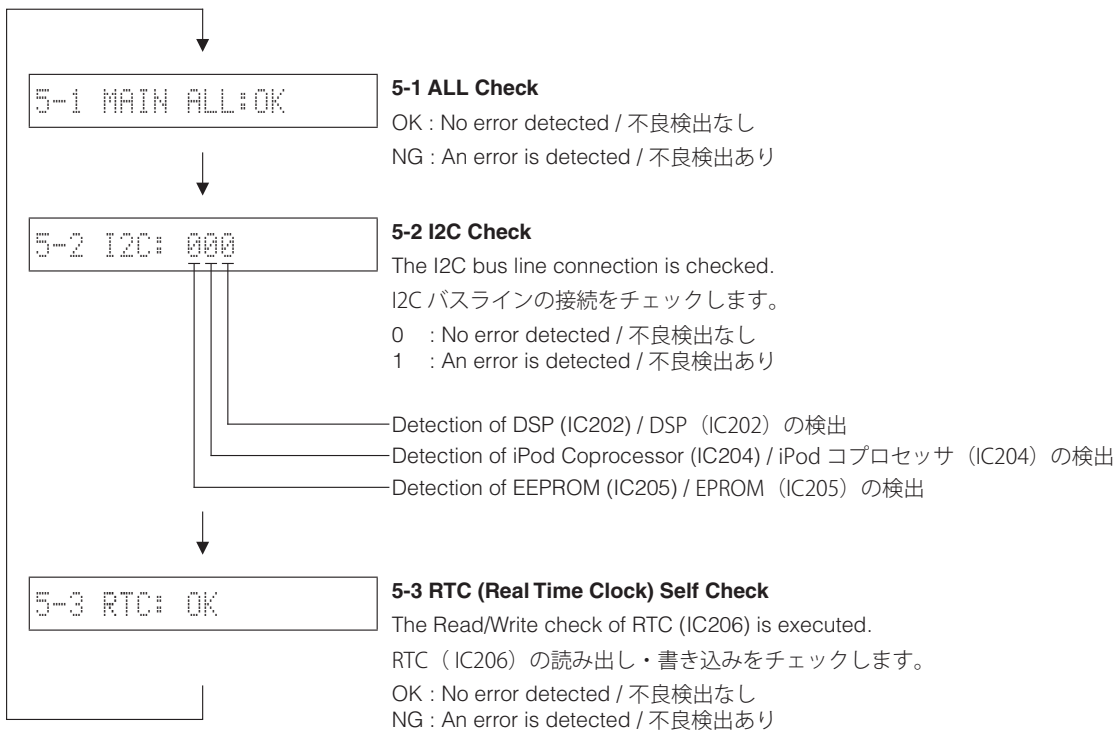 5-1 MAIN ALL:OK
5-1 ALL Check
OK : No error detected / 不良検出なし
NG : An error is detected / 不良検出あり
5-2 I2C: 000
5-2 I2C Check
The I2C bus line connection is checked.
I2C バスラインの接続をチェックします。
0 : No error detected / 不良検出なし
1 : An error is detected / 不良検出あり
Detection of DSP (IC202) / DSP（IC202）の検出
Detection of iPod Coprocessor (IC204) / iPod コプロセッサ（IC204）の検出
Detection of EEPROM (IC205) / EPROM（IC205）の検出
5-3 RTC: OK
5-3 RTC (Real Time Clock) Self Check
The Read/Write check of RTC (IC206) is executed.
RTC（ IC206）の読み出し・書き込みをチェックします。
OK : No error detected / 不良検出なし
NG : An error is detected / 不良検出あり